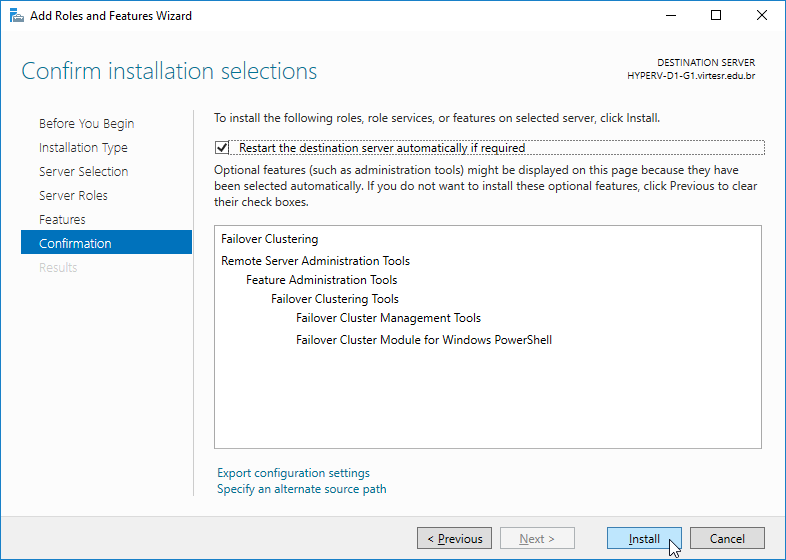 Add Roles and Features Wizard
Confirm installation selections
DESTINATION SERVER
HYPERV-D1-G1.virtesr.edu.br
Before You Begin
Installation Type
Server Selection
Server Roles
Features
Confirmation
Results
To install the following roles, role services, or features on selected server, click Install.
Restart the destination server automatically if required
Optional features (such as administration tools) might be displayed on this page because they have
been selected automatically. If you do not want to install these optional features, click Previous to clear
their check boxes.
Failover Clustering
Remote Server Administration Tools
Feature Administration Tools
Failover Clustering Tools
Failover Cluster Management Tools
Failover Cluster Module for Windows PowerShell
Export configuration settings
Specify an alternate source path
< Previous
Next >
Install
Cancel